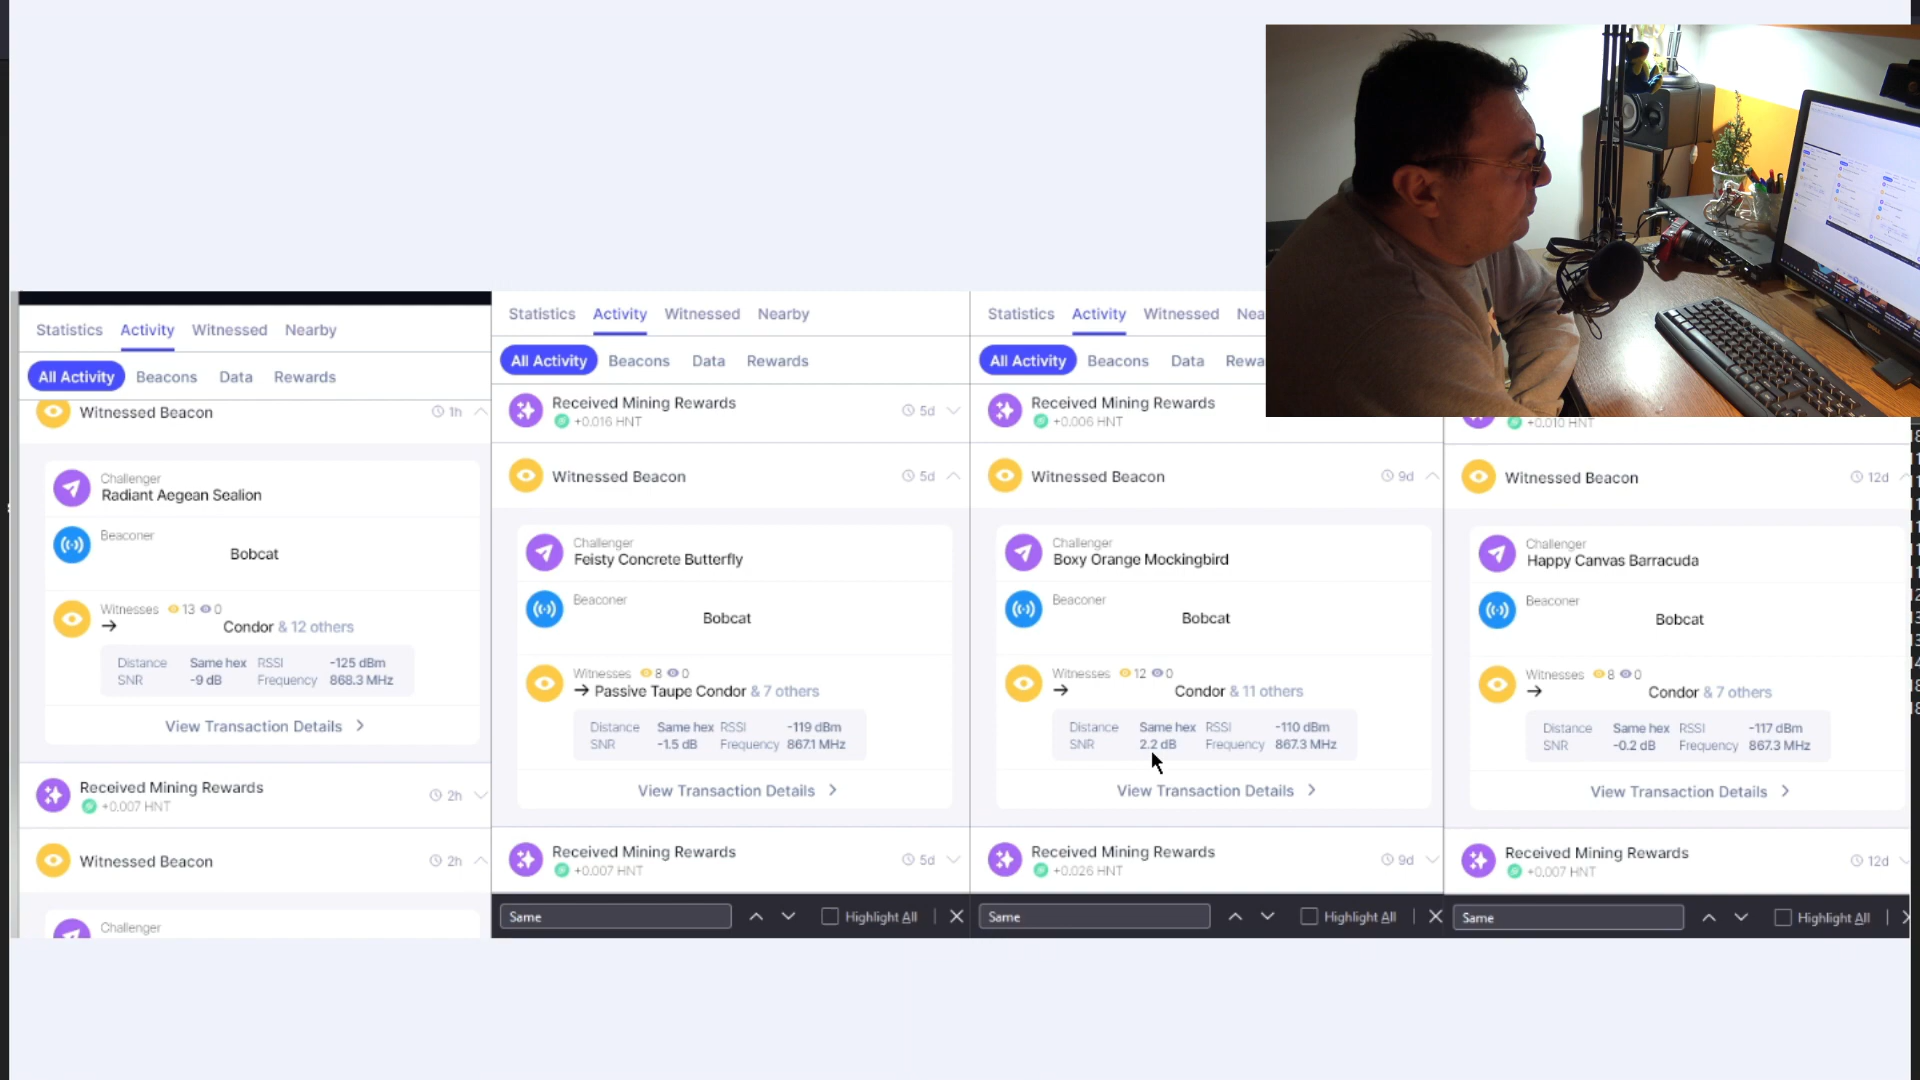 Statistics Activity Witnessed Nearby
All Activity Beacons Data Rewards
Witnessed Beacon 1h
Challenger
Radiant Aegean Sealion
Beaconer
Bobcat
Witnesses 13 0
→ Condor & 12 others
Distance Same hex RSSI -125 dBm
SNR -9 dB Frequency 868.3 MHz
View Transaction Details >
Received Mining Rewards 2h
+0.007 HNT
Witnessed Beacon 2h
Challenger
Statistics Activity Witnessed Nearby
All Activity Beacons Data Rewards
Received Mining Rewards 5d
+0.016 HNT
Witnessed Beacon 5d
Challenger
Feisty Concrete Butterfly
Beaconer
Bobcat
Witnesses 8 0
→ Passive Taupe Condor & 7 others
Distance Same hex RSSI -119 dBm
SNR -1.5 dB Frequency 867.1 MHz
View Transaction Details >
Received Mining Rewards 5d
+0.007 HNT
Same Highlight All
Statistics Activity Witnessed Nea
All Activity Beacons Data Rewa
Received Mining Rewards
+0.006 HNT
Witnessed Beacon 9d
Challenger
Boxy Orange Mockingbird
Beaconer
Bobcat
Witnesses 12 0
→ Condor & 11 others
Distance Same hex RSSI -110 dBm
SNR 2.2 dB Frequency 867.3 MHz
View Transaction Details >
Received Mining Rewards 9d
+0.026 HNT
Same Highlight All
+0.010 HNT
Witnessed Beacon 12d
Challenger
Happy Canvas Barracuda
Beaconer
Bobcat
Witnesses 8 0
→ Condor & 7 others
Distance Same hex RSSI -117 dBm
SNR -0.2 dB Frequency 867.3 MHz
View Transaction Details >
Received Mining Rewards 12d
+0.007 HNT
Same Highlight All